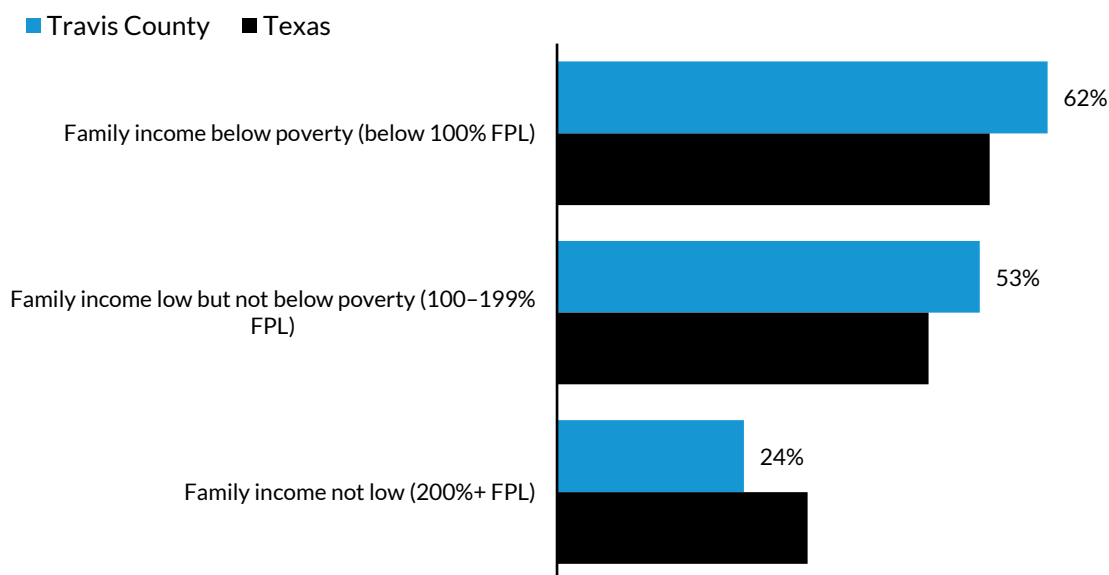 Travis County Texas
62%
Family income below poverty (below 100% FPL)
53%
Family income low but not below poverty (100–199%
FPL)
24%
Family income not low (200%+ FPL)